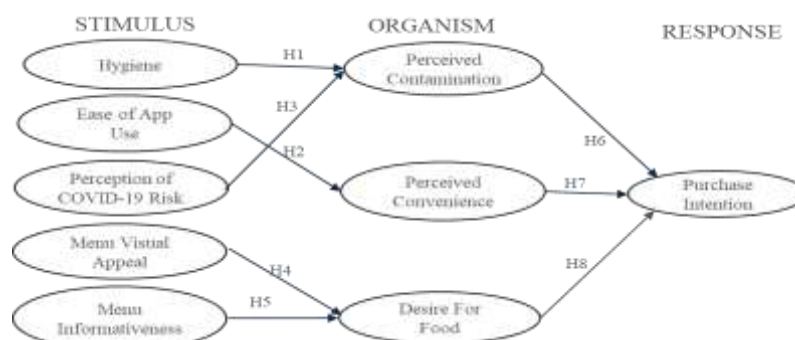 STIMULUS
ORGANISM
RESPONSE
Hygiene
H1
Perceived
Contamination
Ease of App
Use
H3
H2
H6
Perception of
COVID-19 Risk
Perceived
Convenience
H7
Purchase
Intention
Menu Visual
Appeal
H4
H8
Menu
Informativeness
H5
Desire For
Food